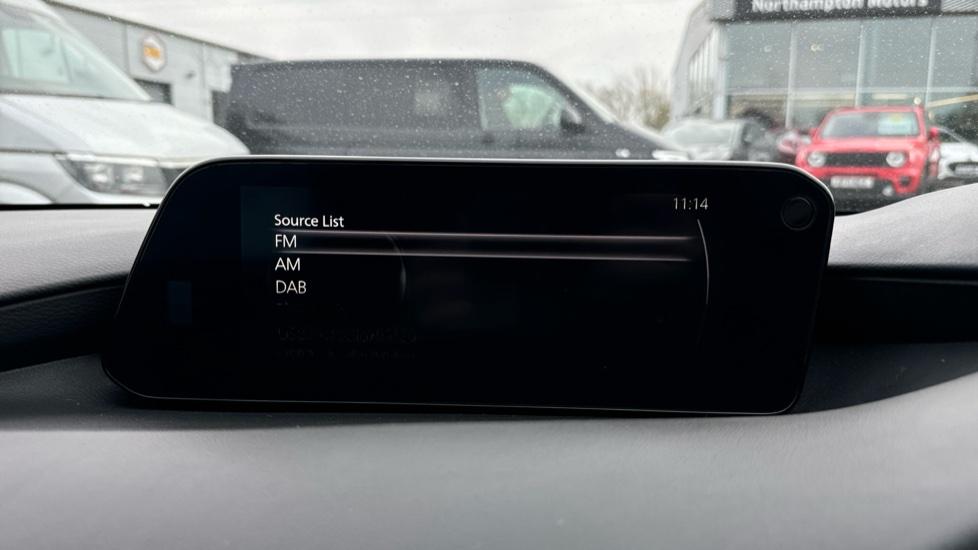 Northampton Motors
11:14
Source List
FM
AM
DAB